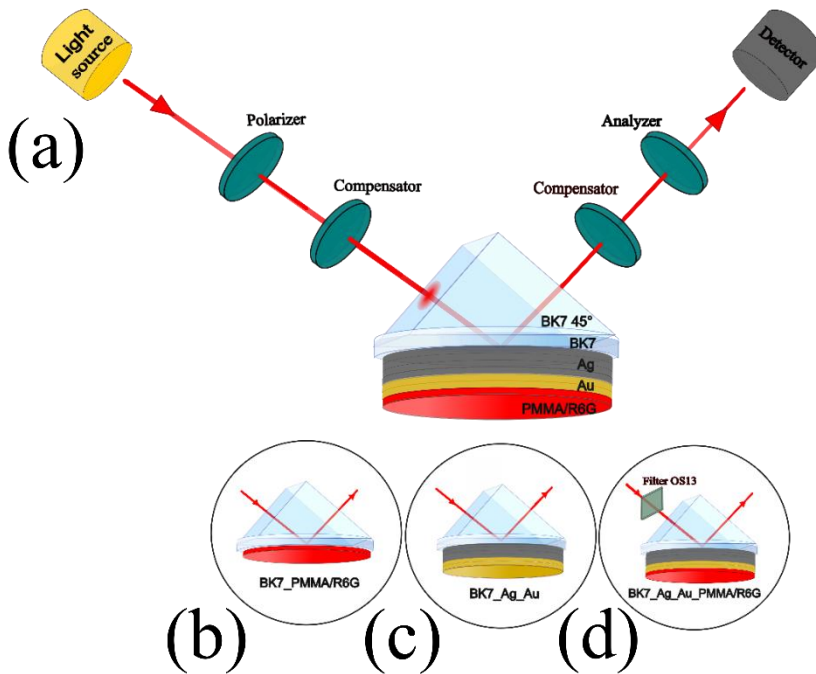 Light
source
Detector
(a)
Polarizer
Analyzer
Compensator
Compensator
BK7 45°
BK7
Ag
Au
PMMA/R6G
Filter OS13
BK7_PMMA/R6G
BK7_Ag_Au
BK7_Ag_Au_PMMA/R6G
(b)
(c)
(d)